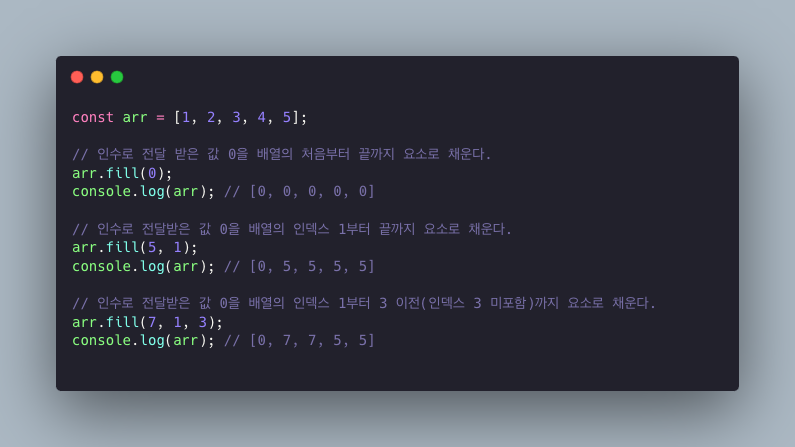 const arr = [1, 2, 3, 4, 5];
// 인수로 전달 받은 값 0을 배열의 처음부터 끝까지 요소로 채운다.
arr.fill(0);
console.log(arr); // [0, 0, 0, 0, 0]
// 인수로 전달받은 값 0을 배열의 인덱스 1부터 끝까지 요소로 채운다.
arr.fill(5, 1);
console.log(arr); // [0, 5, 5, 5, 5]
// 인수로 전달받은 값 0을 배열의 인덱스 1부터 3 이전(인덱스 3 미포함)까지 요소로 채운다.
arr.fill(7, 1, 3);
console.log(arr); // [0, 7, 7, 5, 5]